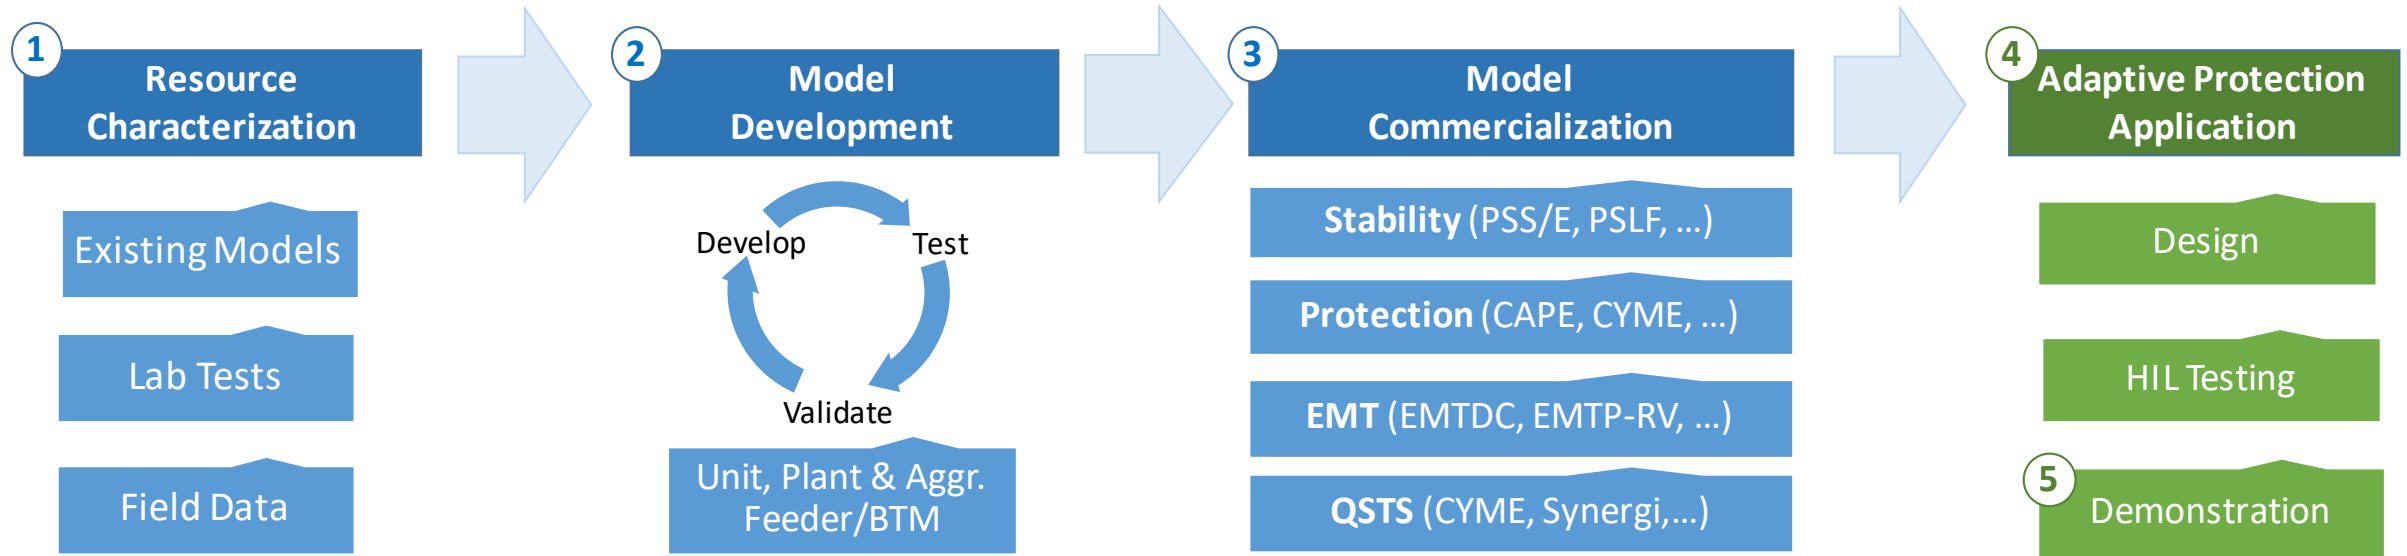 1
Resource
Characterization
Existing Models
Lab Tests
Field Data
2
Model
Development
Develop
Test
Validate
Unit, Plant & Aggr.
Feeder/BTM
3
Model
Commercialization
Stability (PSS/E, PSLF, ...)
Protection (CAPE, CYME, ...)
EMT (EMTDC, EMTP-RV, ...)
QSTS (CYME, Synergi,...)
4
Adaptive Protection
Application
Design
HIL Testing
5
Demonstration